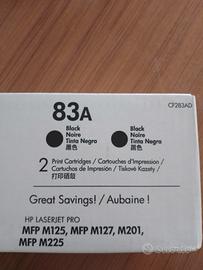 CF283AD
83A
Black
Noire
Tinta Negra
黑色
Black
Noire
Tinta Negra
黑色
2 Print Cartridges / Cartouches d'Impression /
Cartuchos de Impresión / Tiskové Kazety /
打印硒鼓
Great Savings! / Aubaine !
HP LASERJET PRO
MFP M125, MFP M127, M201,
MFP M225